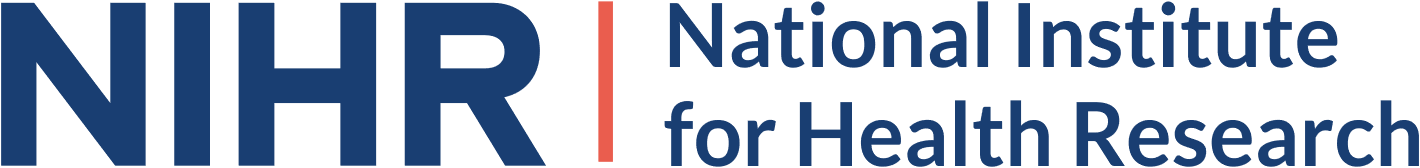 NIHR
National Institute
for Health Research